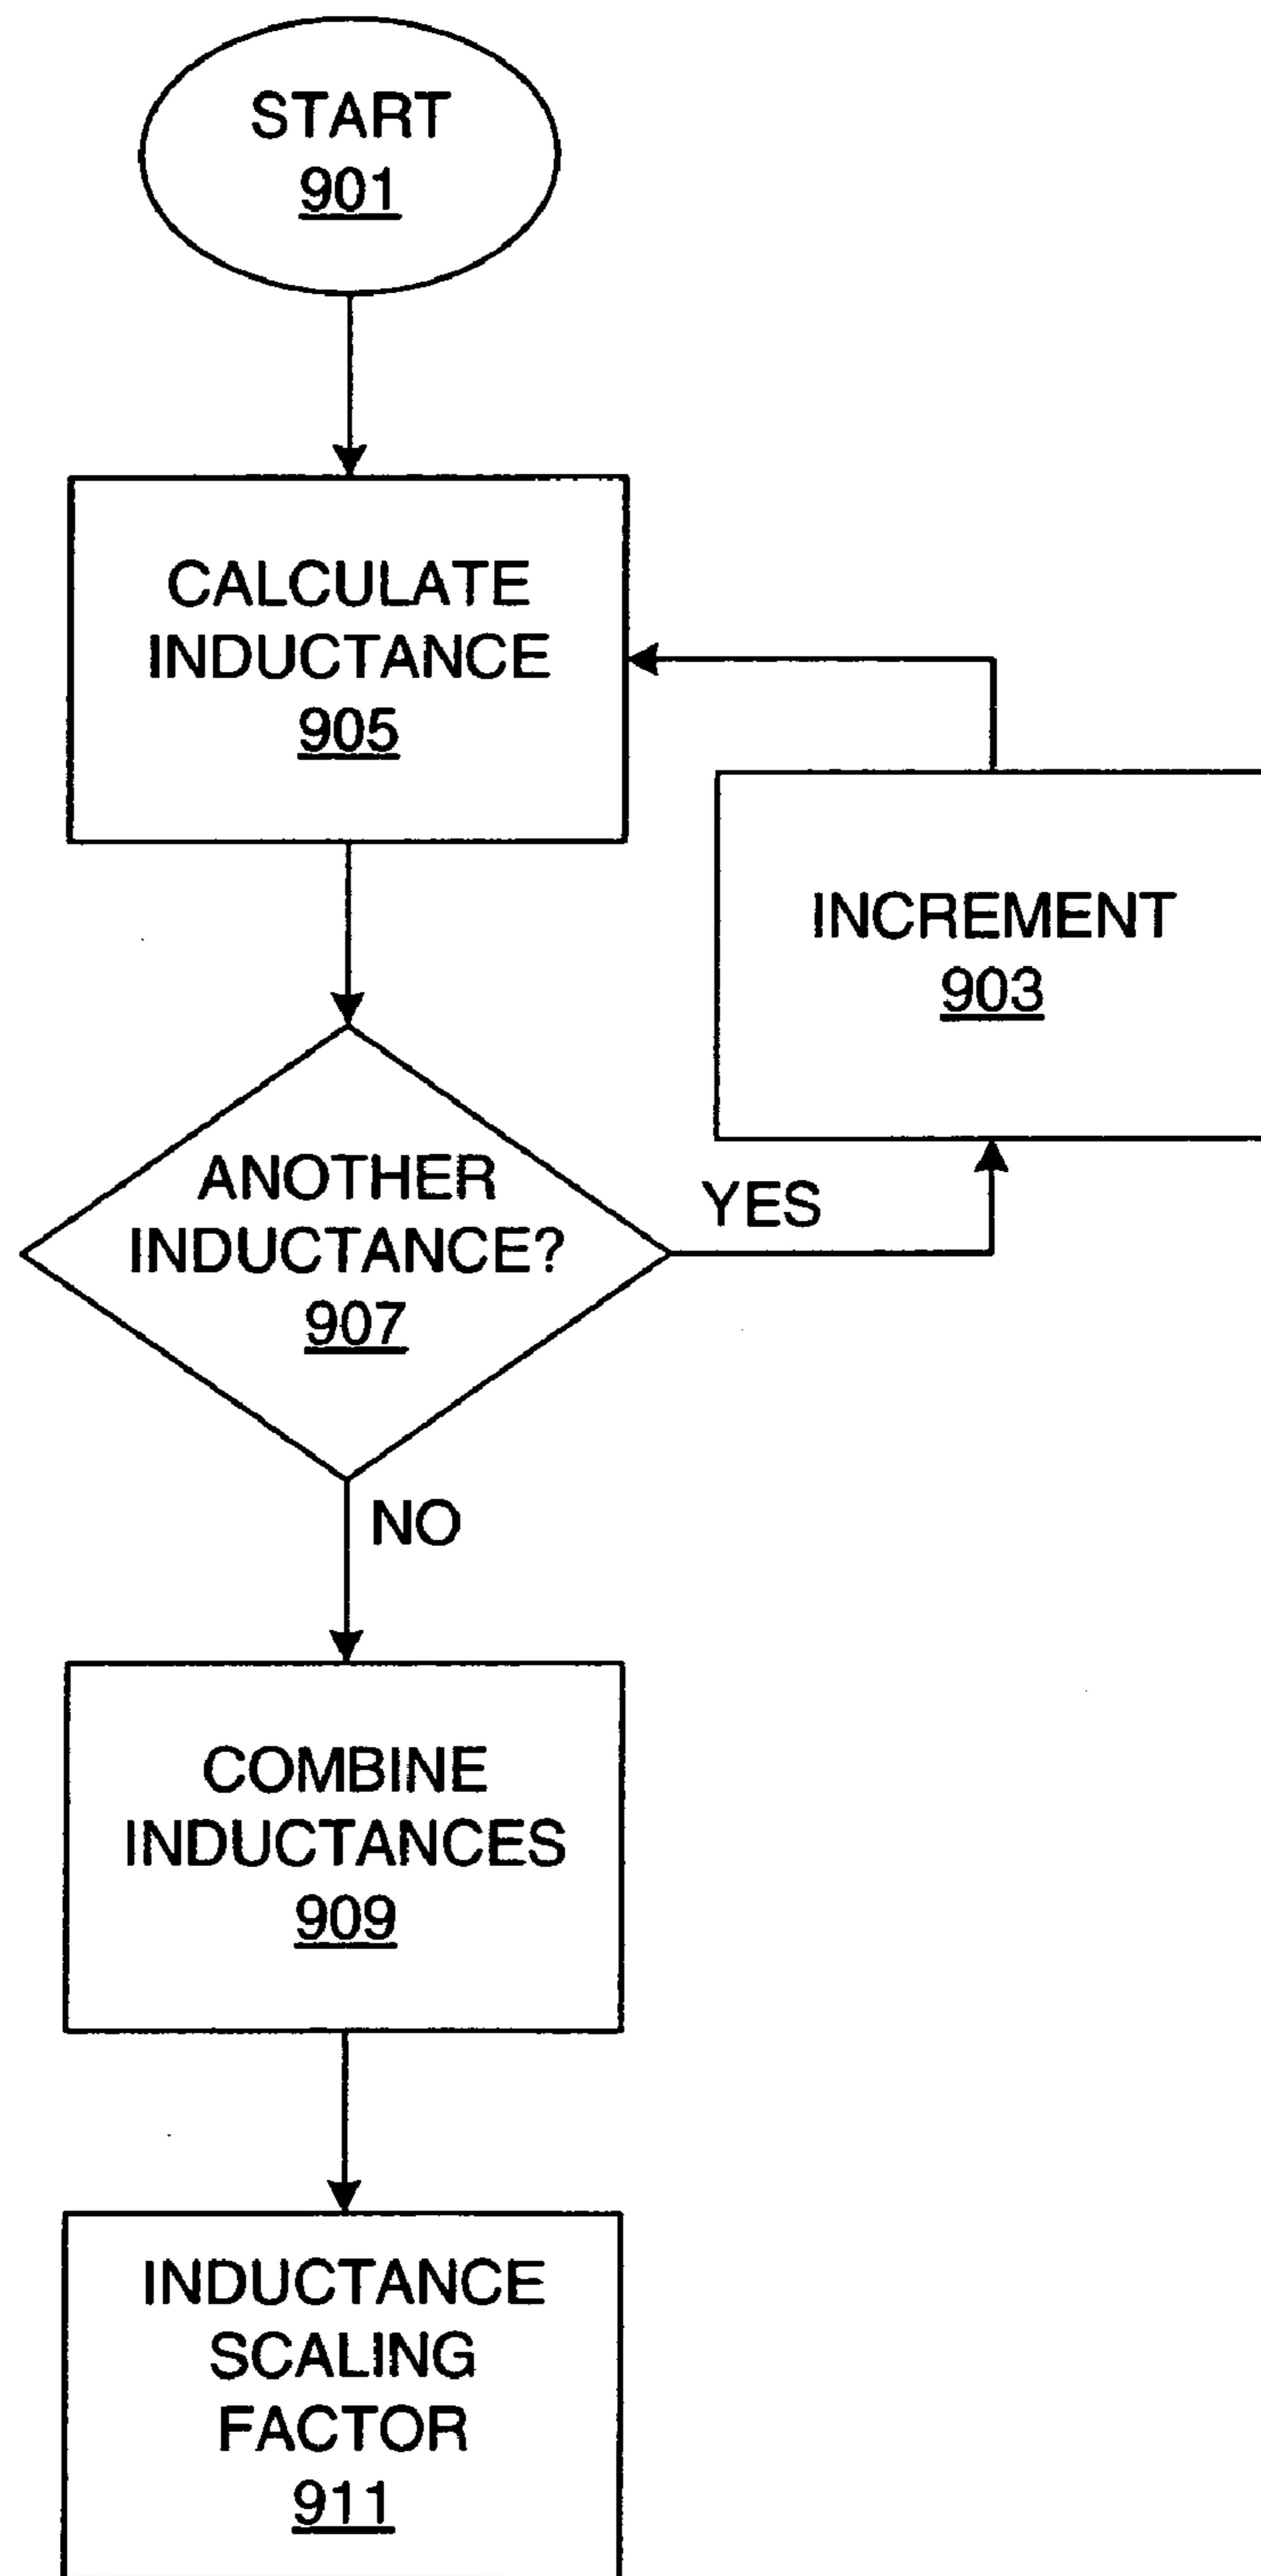 START
901
CALCULATE
INDUCTANCE
905
INCREMENT
903
ANOTHER
INDUCTANCE?
907
YES
NO
COMBINE
INDUCTANCES
909
INDUCTANCE
SCALING
FACTOR
911